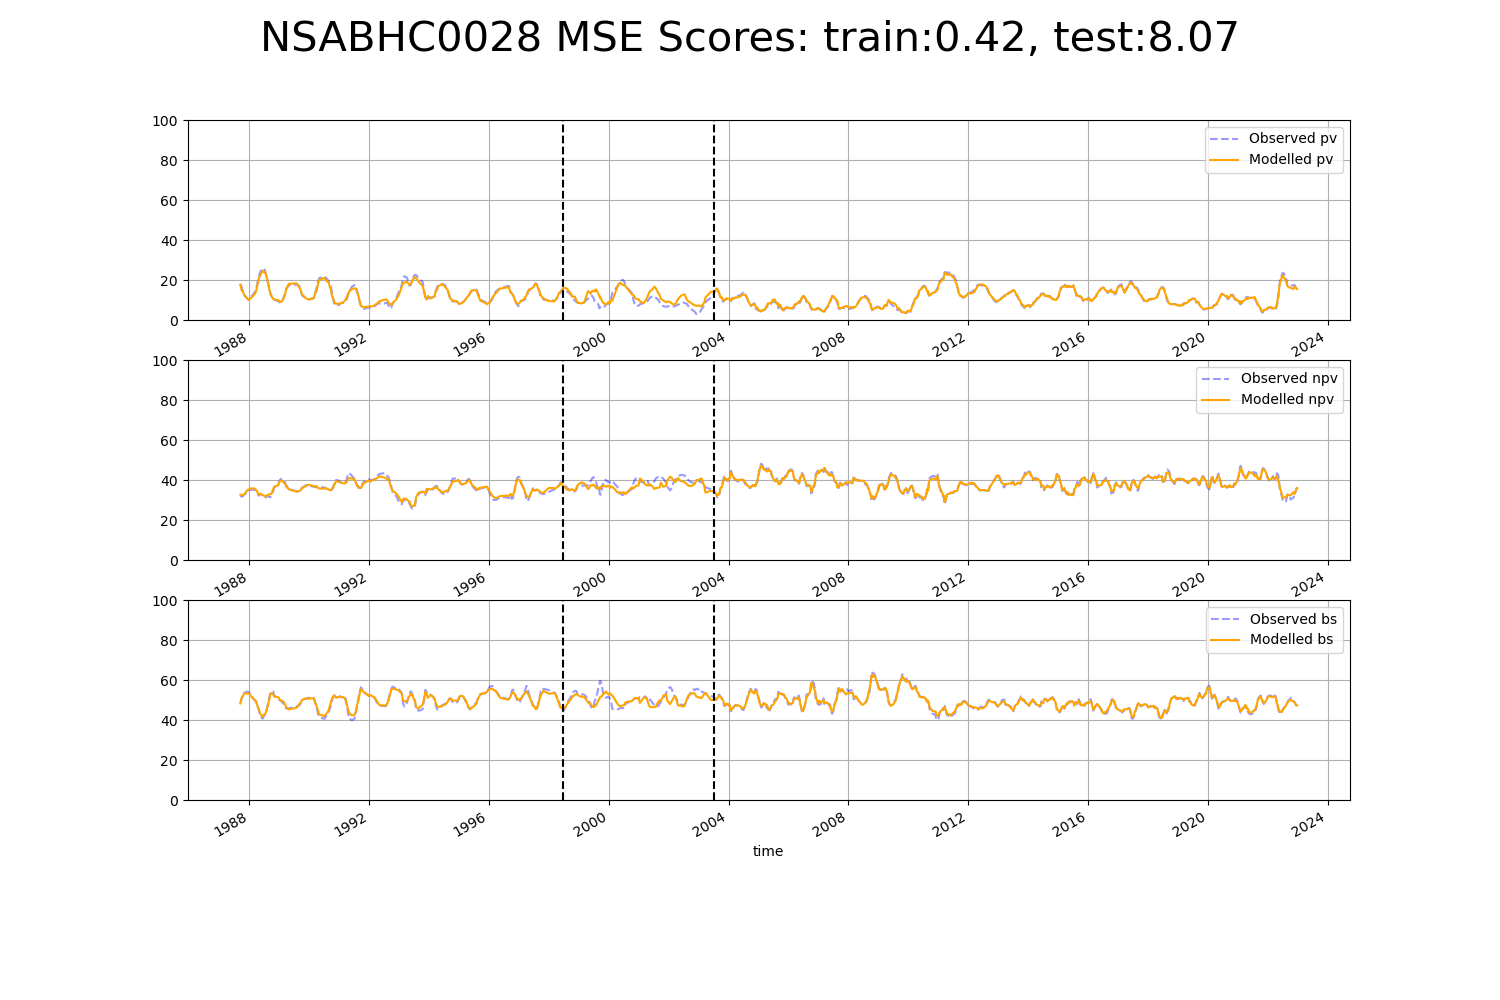 NSABHC0028 MSE Scores: train:0.42, test:8.07
100
80
60
40
20
0
Observed pv
Modelled pv
1988 1992 1996 2000 2004 2008 2012 2016 2020 2024
100
80
60
40
20
0
Observed npv
Modelled npv
1988 1992 1996 2000 2004 2008 2012 2016 2020 2024
100
80
60
40
20
0
Observed bs
Modelled bs
1988 1992 1996 2000 2004 2008 2012 2016 2020 2024
time